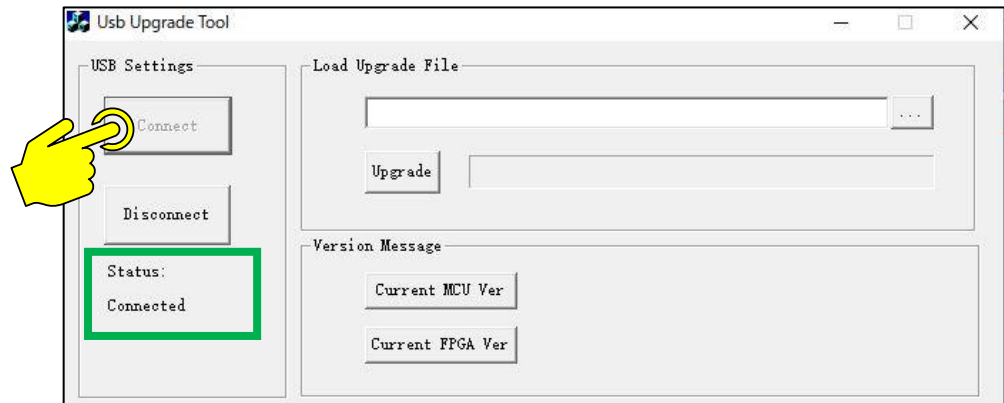 Usb Upgrade Tool
USB Settings
Connect
Disconnect
Status:
Connected
Load Upgrade File
...
Upgrade
Version Message
Current MCU Ver
Current FPGA Ver